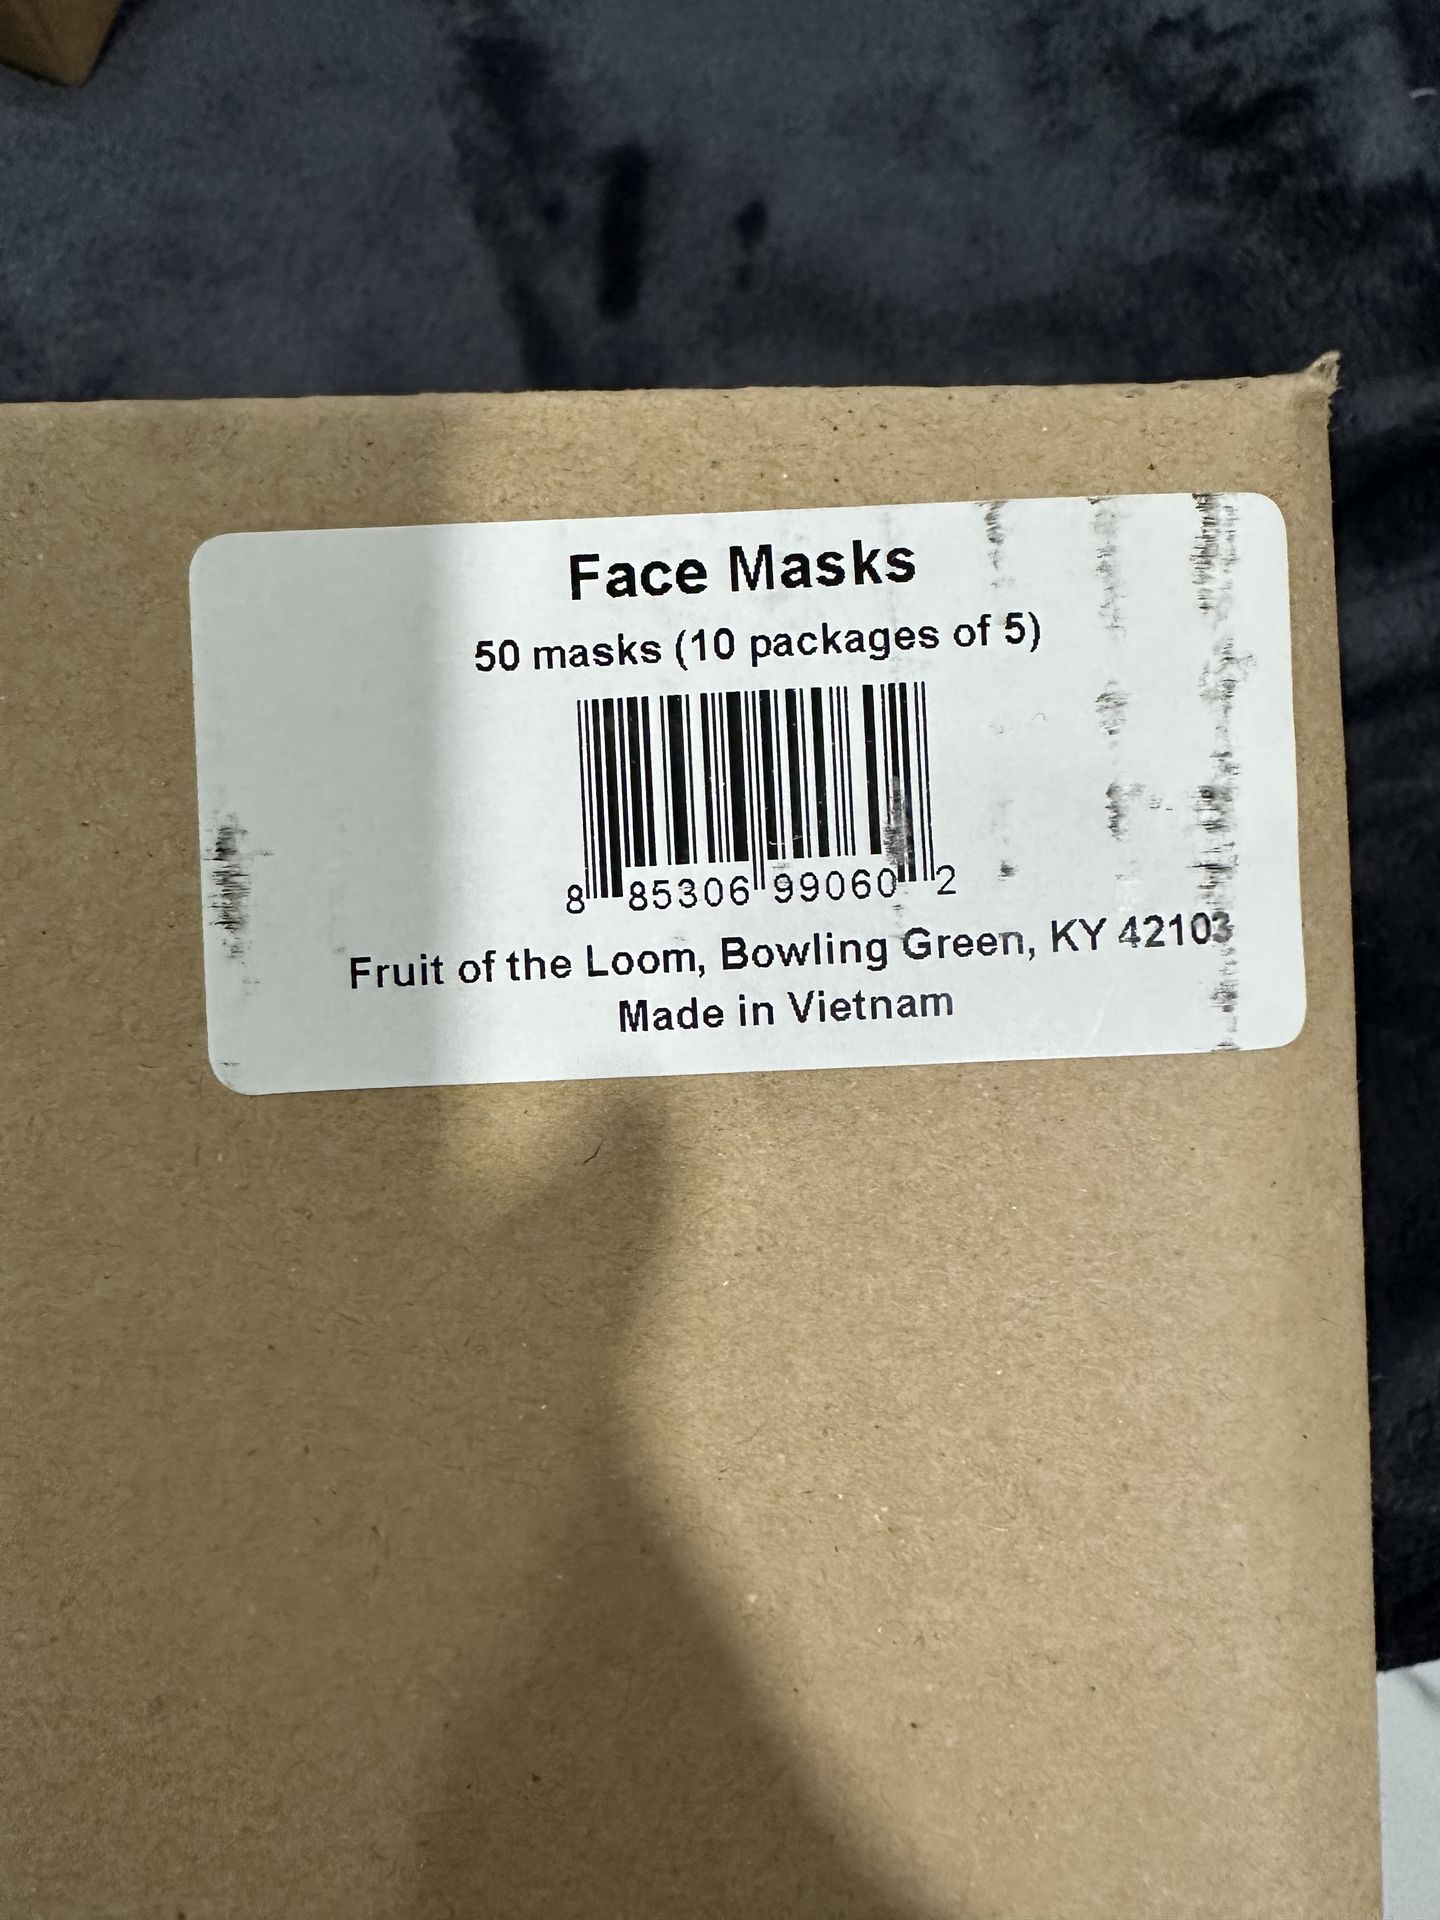 Face Masks
50 masks (10 packages of 5)
8 85306 99060 2
Fruit of the Loom, Bowling Green, KY 42103
Made in Vietnam